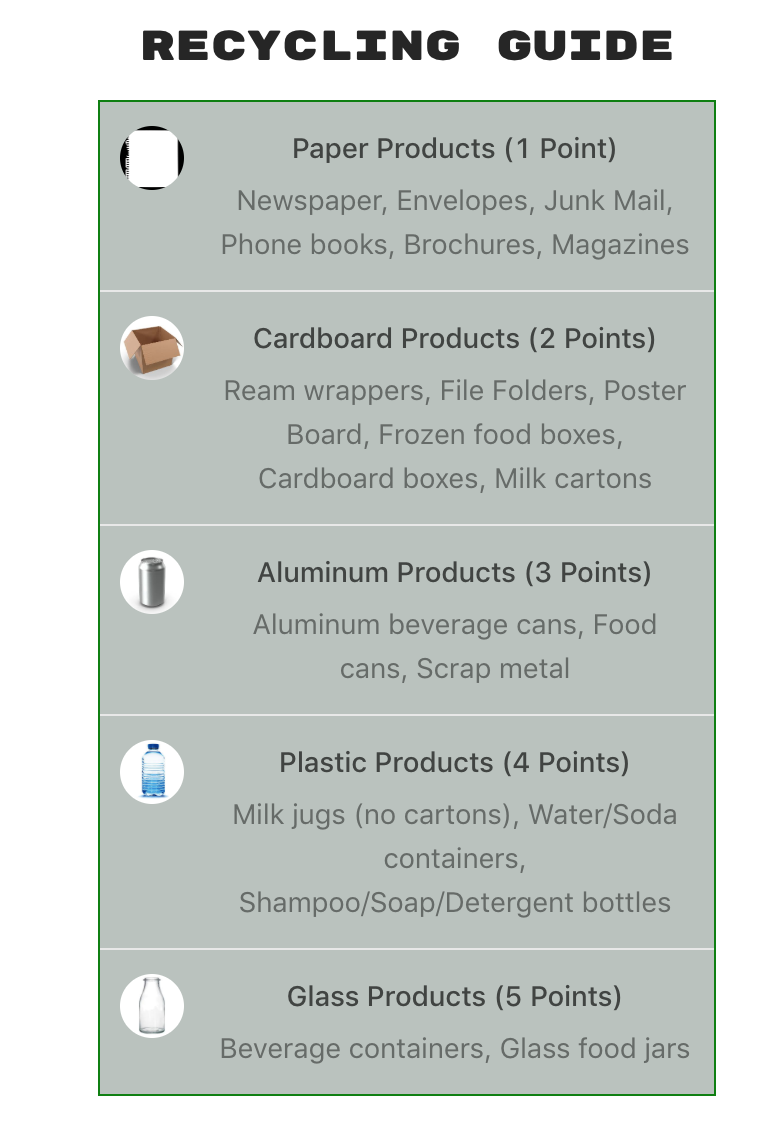 RECYCLING GUIDE
Paper Products (1 Point)
Newspaper, Envelopes, Junk Mail,
Phone books, Brochures, Magazines
Cardboard Products (2 Points)
Ream wrappers, File Folders, Poster
Board, Frozen food boxes,
Cardboard boxes, Milk cartons
Aluminum Products (3 Points)
Aluminum beverage cans, Food
cans, Scrap metal
Plastic Products (4 Points)
Milk jugs (no cartons), Water/Soda
containers,
Shampoo/Soap/Detergent bottles
Glass Products (5 Points)
Beverage containers, Glass food jars